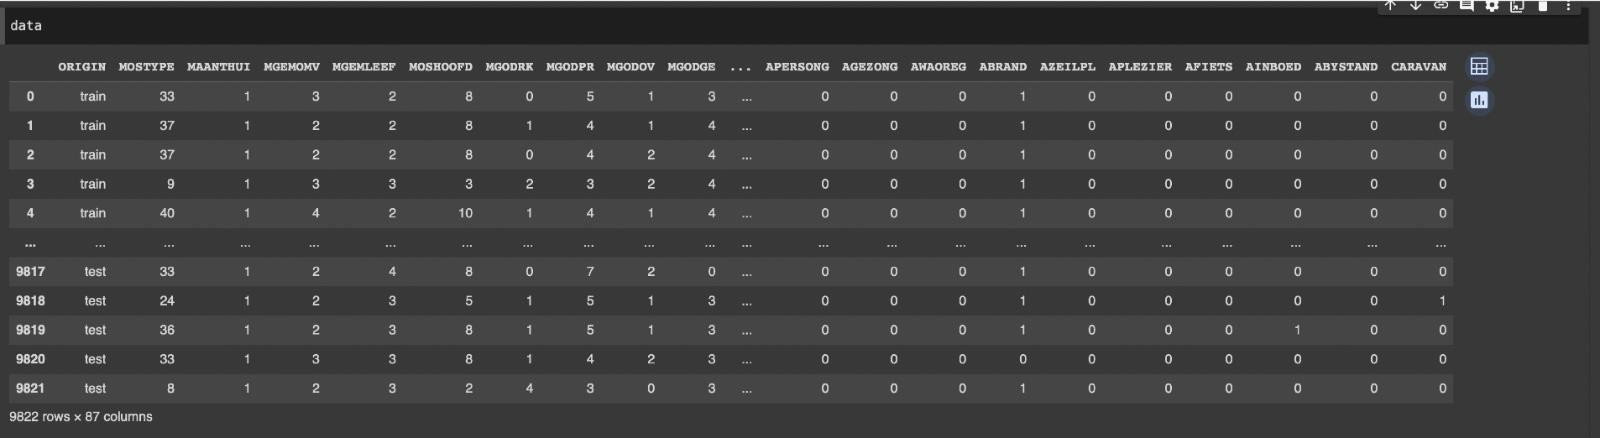 data
ORIGIN MOSTYPE MAANTHUI MGEMOMV MGEMLEEF MOSHOOFD MGODRK MGODPR MGODOV MGODGE ... APERSONG AGEZONG AWAOREG ABRAND AZEILPL APLEZIER AFIETS AINBOED ABYSTAND CARAVAN
0 train 33 1 3 2 8 0 5 1 3 ... 0 0 0 1 0 0 0 0 0 0
1 train 37 1 2 2 8 1 4 1 4 ... 0 0 0 1 0 0 0 0 0 0
2 train 37 1 2 2 8 0 4 2 4 ... 0 0 0 1 0 0 0 0 0 0
3 train 9 1 3 3 3 2 3 2 4 ... 0 0 0 1 0 0 0 0 0 0
4 train 40 1 4 2 10 1 4 1 4 ... 0 0 0 1 0 0 0 0 0 0
... ... ... ... ... ... ... ... ... ... ... ... ... ... ... ... ... ... ... ... ... ...
9817 test 33 1 2 4 8 0 7 2 0 ... 0 0 0 1 0 0 0 0 0 0
9818 test 24 1 2 3 5 1 5 1 3 ... 0 0 0 1 0 0 0 0 0 1
9819 test 36 1 2 3 8 1 5 1 3 ... 0 0 0 1 0 0 0 1 0 0
9820 test 33 1 3 3 8 1 4 2 3 ... 0 0 0 0 0 0 0 0 0 0
9821 test 8 1 2 3 2 4 3 0 3 ... 0 0 0 1 0 0 0 0 0 0
9822 rows × 87 columns